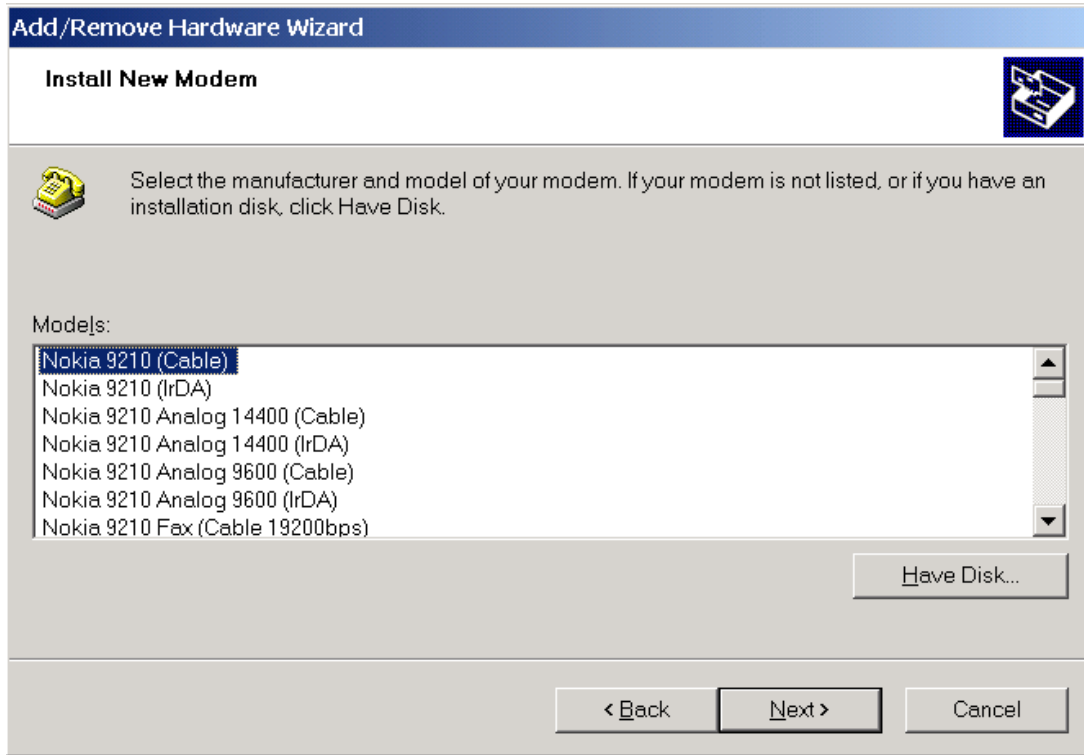 Add/Remove Hardware Wizard
Install New Modem
Select the manufacturer and model of your modem. If your modem is not listed, or if you have an
installation disk, click Have Disk.
Models:
Nokia 9210 (Cable)
Nokia 9210 (IrDA)
Nokia 9210 Analog 14400 (Cable)
Nokia 9210 Analog 14400 (IrDA)
Nokia 9210 Analog 9600 (Cable)
Nokia 9210 Analog 9600 (IrDA)
Nokia 9210 Fax (Cable 19200bps)
Have Disk...
< Back
Next >
Cancel